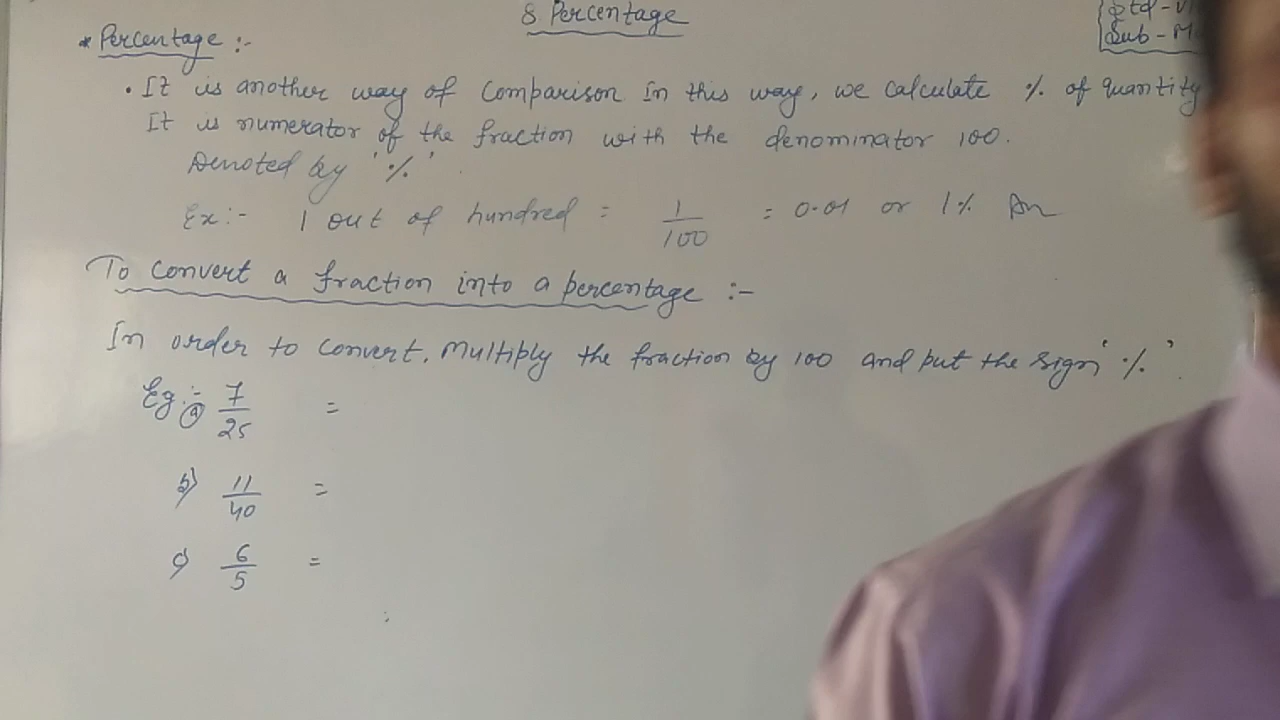 8 Percentage
Std -
Sub -
* Percentage :-
• It is another way of comparison In this way, we calculate % of quantity
It is numerator of the fraction with the denominator 100.
Denoted by '%'
Ex:- 1 out of hundred = 1/100 = 0.01 or 1% An
To convert a fraction into a percentage :-
In order to convert, multiply the fraction by 100 and put the sign '%'.
Eg :- a) 7/25 =
b) 11/40 =
c) 6/5 =